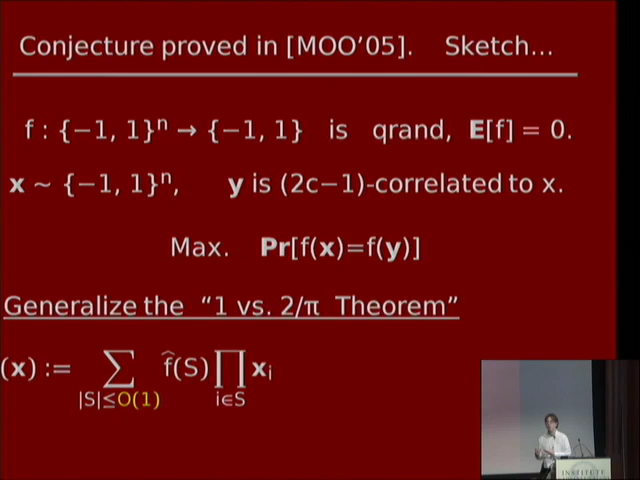 Conjecture proved in [MOO’05]. Sketch…
f : {−1, 1}ⁿ → {−1, 1} is qrand, E[f] = 0.
x ~ {−1, 1}ⁿ, y is (2c−1)-correlated to x.
Max. Pr[f(x)=f(y)]
Generalize the “1 vs. 2/π Theorem”
(x) := ∑ f̂(S) ∏ xᵢ
|S|≤O(1) i∈S
INSTITUTE